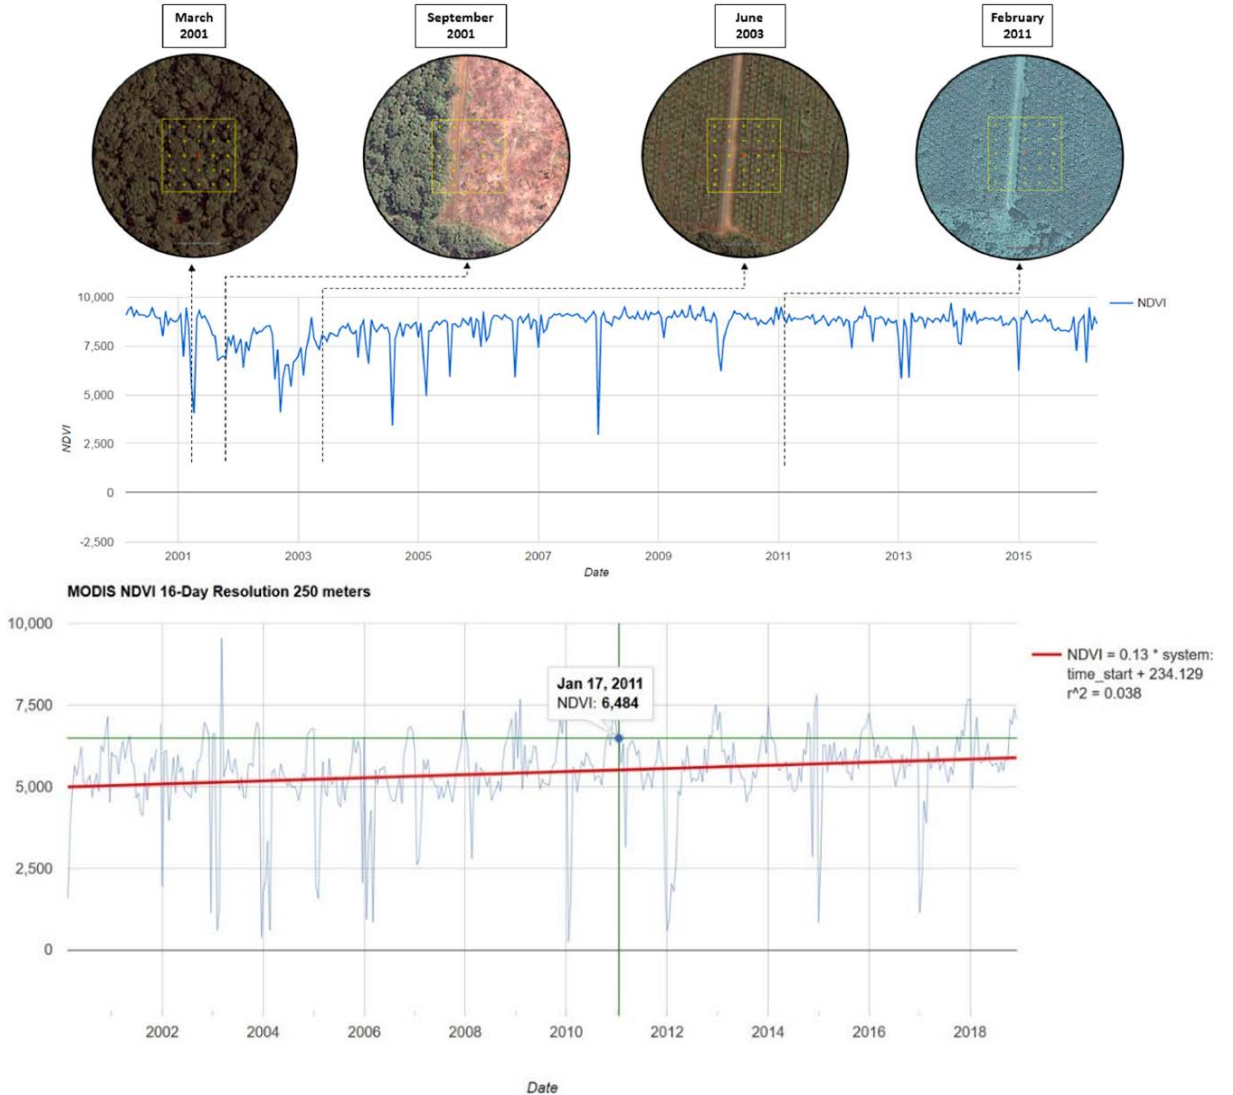 March
2001
September
2001
June
2003
February
2011
10,000
7,500
5,000
2,500
0
-2,500
NDVI
NDVI
2001
2003
2005
2007
2009
2011
2013
2015
Date
MODIS NDVI 16-Day Resolution 250 meters
10,000
7,500
5,000
2,500
0
Jan 17, 2011
NDVI: 6,484
NDVI = 0.13 * system:
time_start + 234.129
r^2 = 0.038
2002
2004
2006
2008
2010
2012
2014
2016
2018
Date